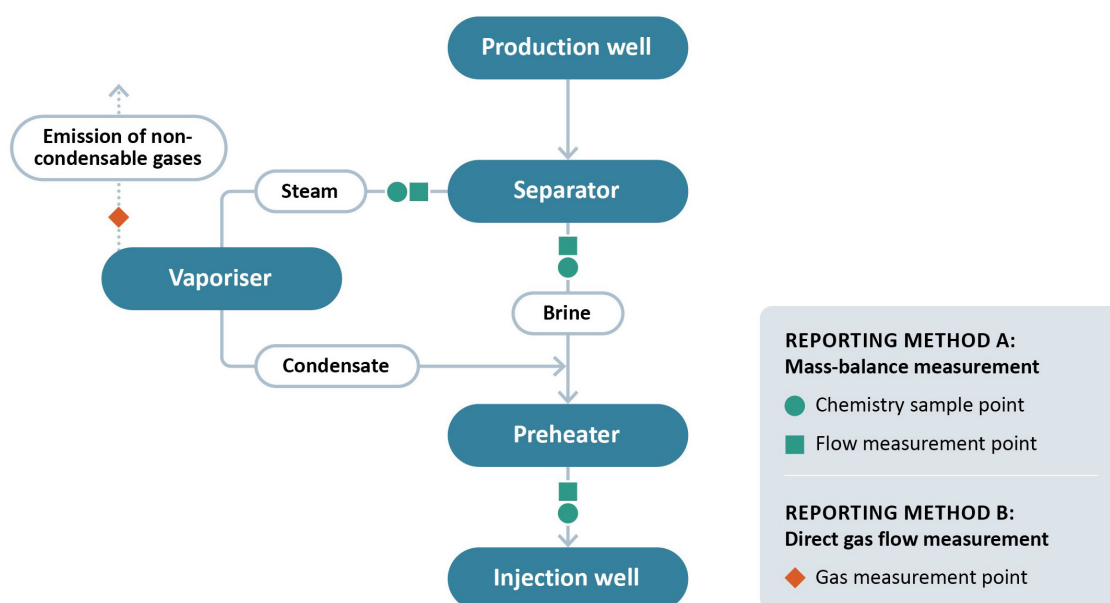 Production well
Emission of non-
condensable gases
Steam
Separator
Vaporiser
Brine
Condensate
Preheater
Injection well
REPORTING METHOD A:
Mass-balance measurement
Chemistry sample point
Flow measurement point
REPORTING METHOD B:
Direct gas flow measurement
Gas measurement point